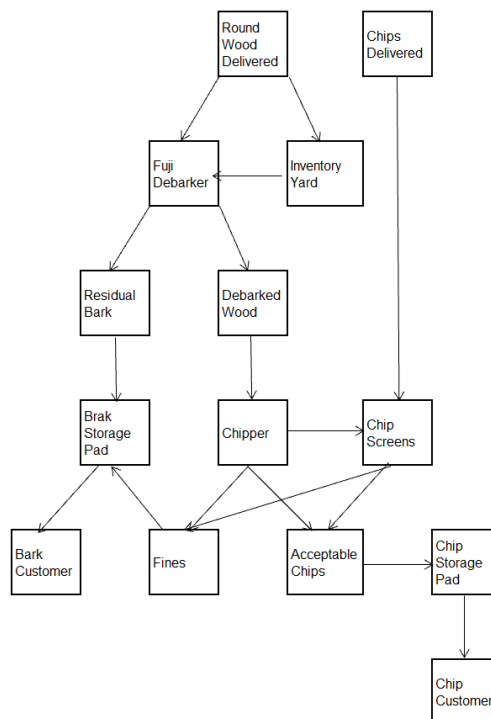 Round
Wood
Delivered
Chips
Delivered
Fuji
Debarker
Inventory
Yard
Residual
Bark
Debarked
Wood
Brak
Storage
Pad
Chipper
Chip
Screens
Bark
Customer
Fines
Acceptable
Chips
Chip
Storage
Pad
Chip
Customer